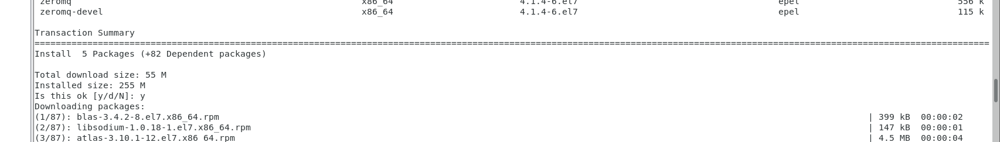 zeromq x86_64 4.1.4-6.el7 epel 556 k
zeromq-devel x86_64 4.1.4-6.el7 epel 115 k
Transaction Summary
================================================================================================================================================================================
Install  5 Packages (+82 Dependent packages)
Total download size: 55 M
Installed size: 255 M
Is this ok [y/d/N]: y
Downloading packages:
(1/87): blas-3.4.2-8.el7.x86_64.rpm | 399 kB  00:00:02
(2/87): libsodium-1.0.18-1.el7.x86_64.rpm | 147 kB  00:00:01
(3/87): atlas-3.10.1-12.el7.x86_64.rpm | 4.5 MB  00:00:04